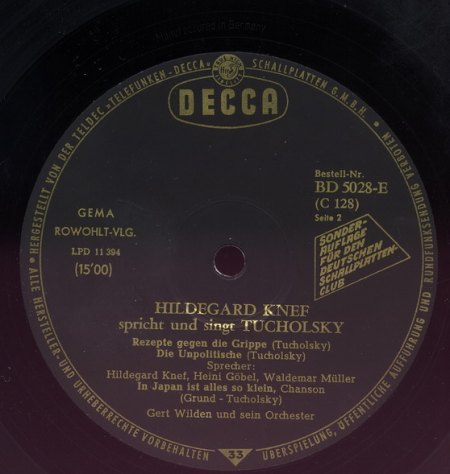 Manufactured in Germany
HERGESTELLT VON DER TELDEC »TELEFUNKEN-DECCA« SCHALLPLATTEN G.M.B.H.
DECCA
Bestell-Nr.
BD 5028-E
(C 128)
Seite 2
GEMA
ROWOHLT-VLG.
LPD 11 394
(15'00)
SONDER-
AUFLAGE
FÜR DEN
DEUTSCHEN
SCHALLPLATTEN-
CLUB
HILDEGARD KNEF
spricht und singt TUCHOLSKY
Rezepte gegen die Grippe (Tucholsky)
Die Unpolitische (Tucholsky)
Sprecher:
Hildegard Knef, Heini Göbel, Waldemar Müller
In Japan ist alles so klein, Chanson
(Grund - Tucholsky)
Gert Wilden und sein Orchester
ALLE HERSTELLER- UND URHEBERRECHTE VORBEHALTEN
33
ÜBERSPIELUNG, ÖFFENTLICHE AUFFÜHRUNG UND RUNDFUNKSENDUNG VERBOTEN